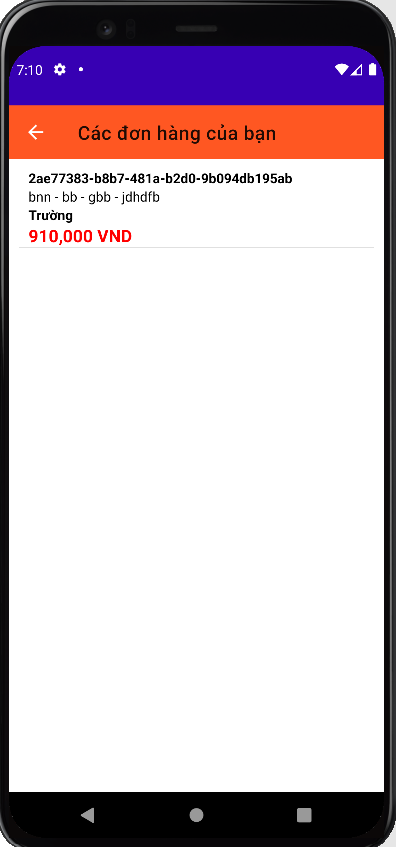 7:10
Các đơn hàng của bạn
2ae77383-b8b7-481a-b2d0-9b094db195ab
bnn - bb - gbb - jdhdfb
Trường
910,000 VND